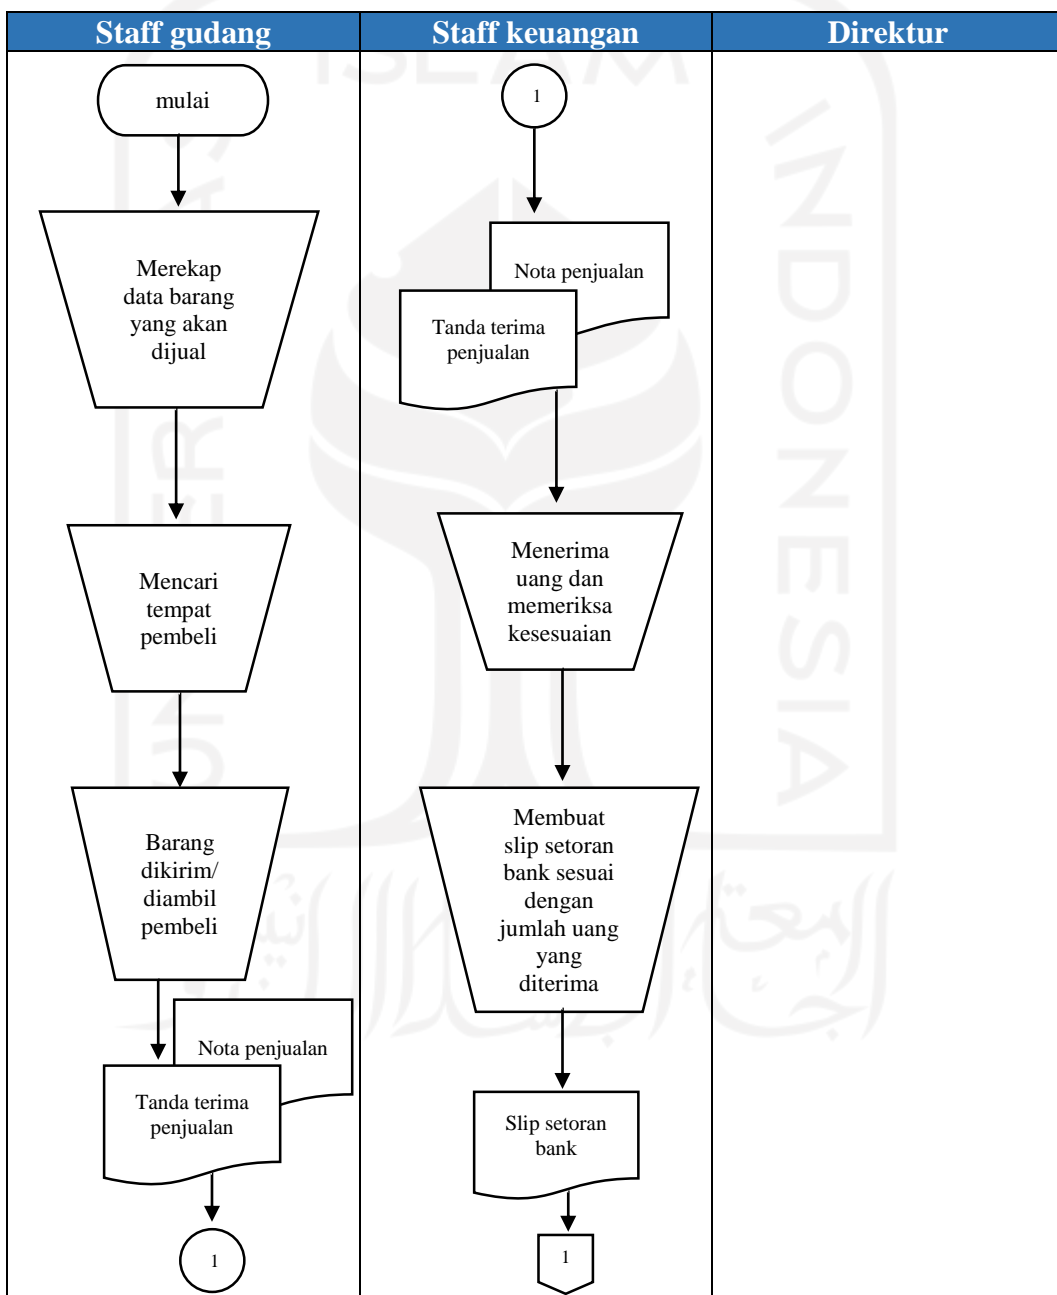 Staff gudang
Staff keuangan
Direktur
mulai
Merekap
data barang
yang akan
dijual
Mencari
tempat
pembeli
Barang
dikirim/
diambil
pembeli
Nota penjualan
Tanda terima
penjualan
1
1
Nota penjualan
Tanda terima
penjualan
Menerima
uang dan
memeriksa
kesesuaian
Membuat
slip setoran
bank sesuai
dengan
jumlah uang
yang
diterima
Slip setoran
bank
1
ISLAM
INDONESIA